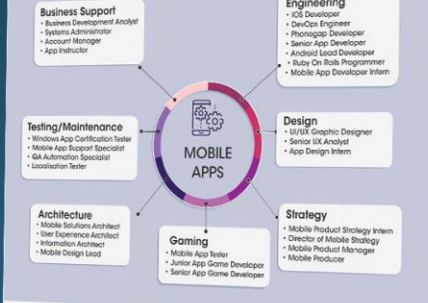 Business Support
• Business Development Analyst
• Systems Administrator
• Account Manager
• App Instructor
Engineering
• IOS Developer
• DevOps Engineer
• Phonegap Developer
• Senior App Developer
• Android Lead Developer
• Ruby On Rails Programmer
• Mobile App Developer Intern
Testing/Maintenance
• Windows App Certification Tester
• Mobile App Support Specialist
• QA Automation Specialist
• Localisation Tester
MOBILE
APPS
Design
• UI/UX Graphic Designer
• Senior UX Analyst
• App Design Intern
Architecture
• Mobile Solutions Architect
• User Experience Architect
• Information Architect
• Mobile Design Lead
Gaming
• Mobile App Tester
• Junior App Game Developer
• Senior App Game Developer
Strategy
• Mobile Product Strategy Intern
• Director of Mobile Strategy
• Mobile Product Manager
• Mobile Producer